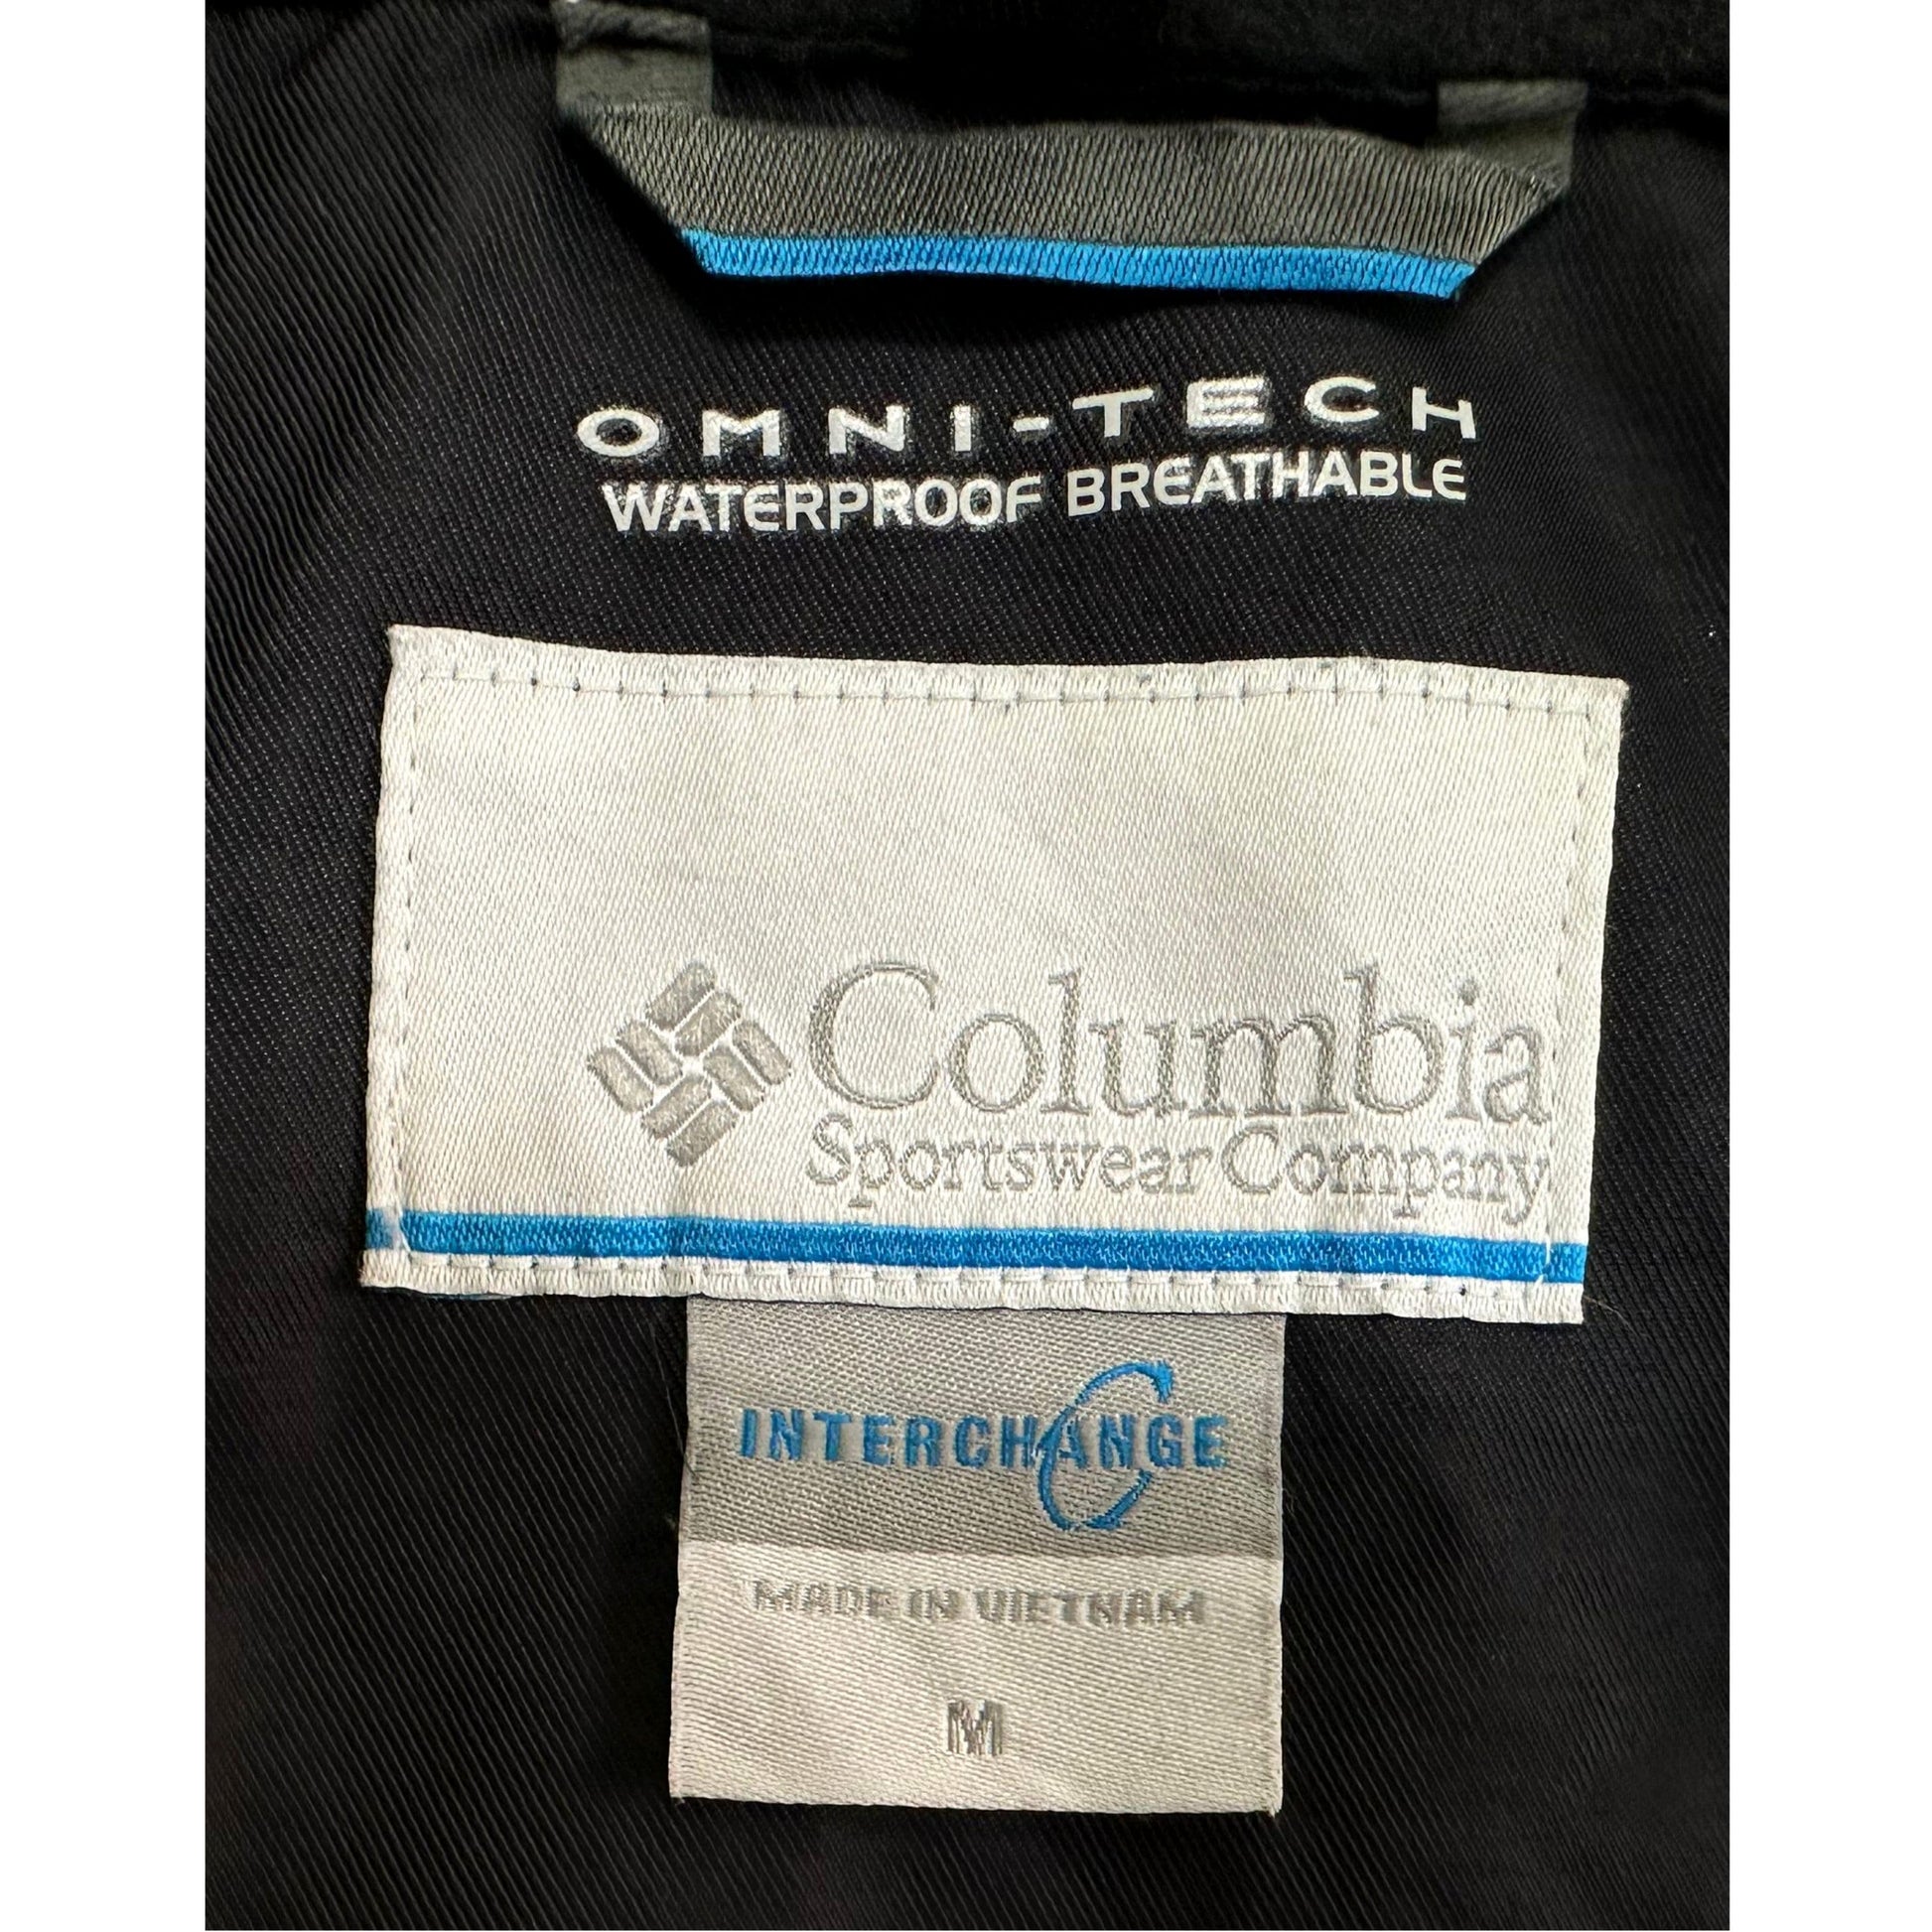 OMNI-TECH
WATERPROOF BREATHABLE
Columbia
Sportswear Company
INTERCHANGE
MADE IN VIETNAM
M